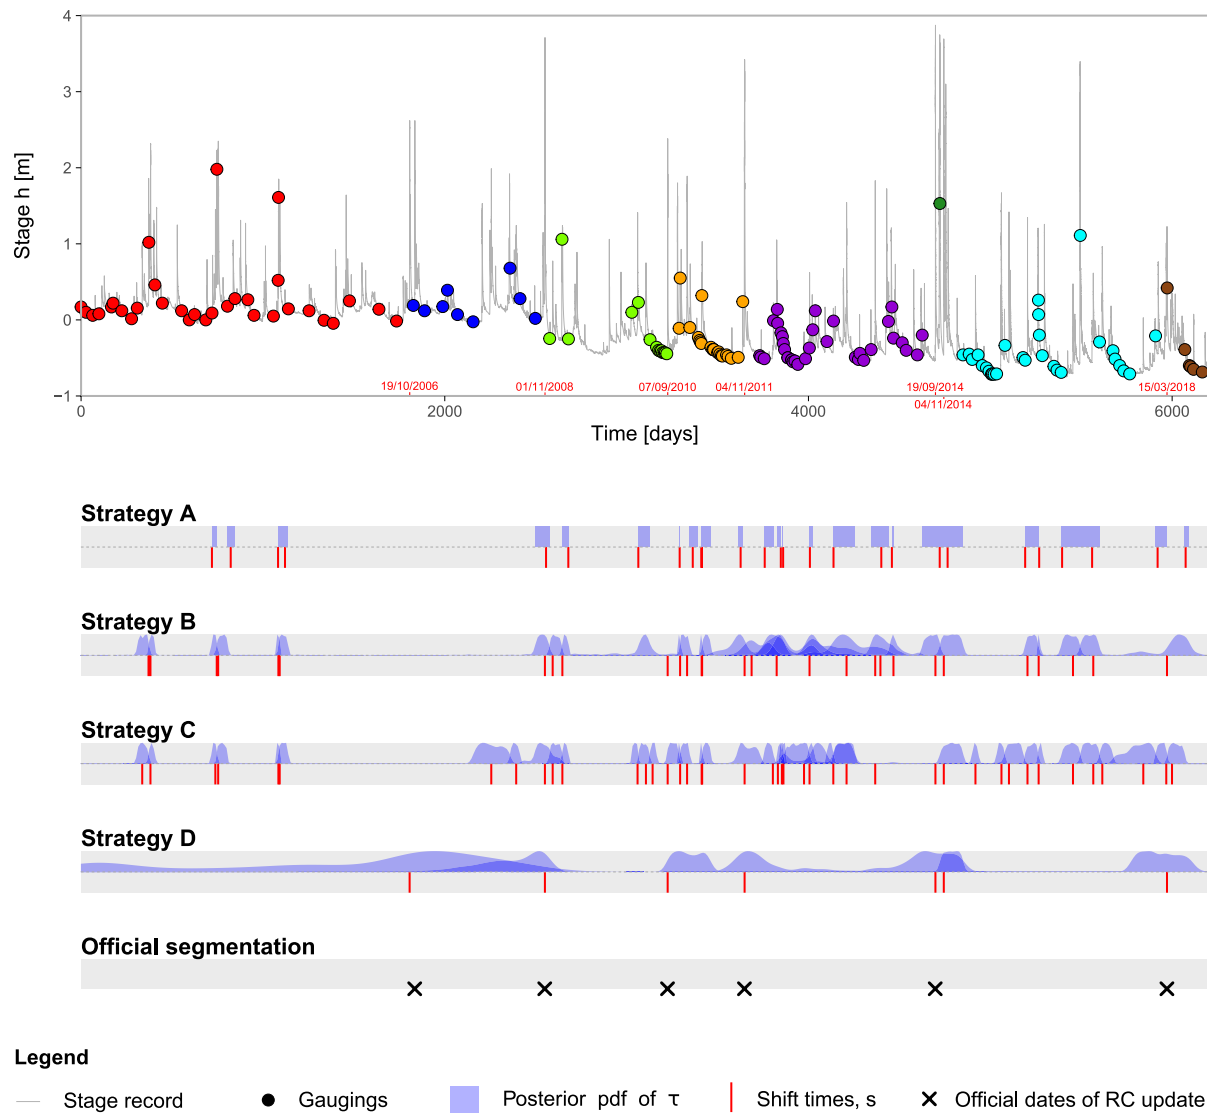 4
3
2
1
0
−1
Stage h [m]
19/10/2006
01/11/2008
07/09/2010
04/11/2011
19/09/2014
04/11/2014
15/03/2018
0
2000
4000
6000
Time [days]
Strategy A
Strategy B
Strategy C
Strategy D
Official segmentation
Legend
Stage record
Gaugings
Posterior pdf of τ
Shift times, s
Official dates of RC update